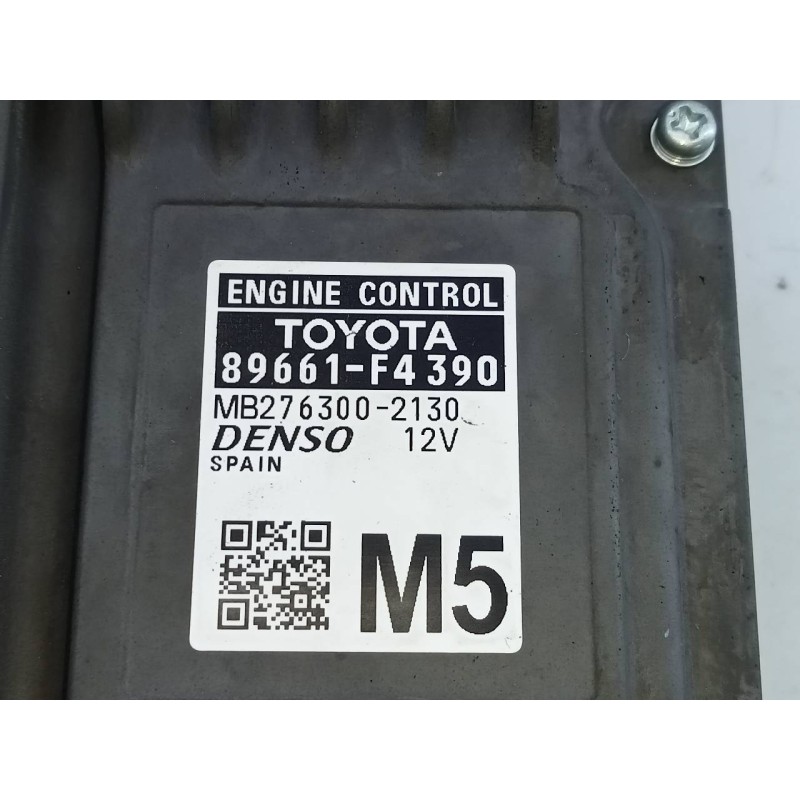 ENGINE CONTROL
TOYOTA
89661-F4390
MB276300-2130
DENSO 12V
SPAIN
M5